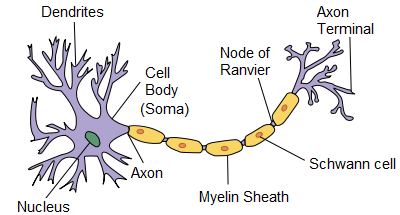 Dendrites
Axon
Terminal
Node of
Ranvier
Cell
Body
(Soma)
Schwann cell
Axon
Myelin Sheath
Nucleus